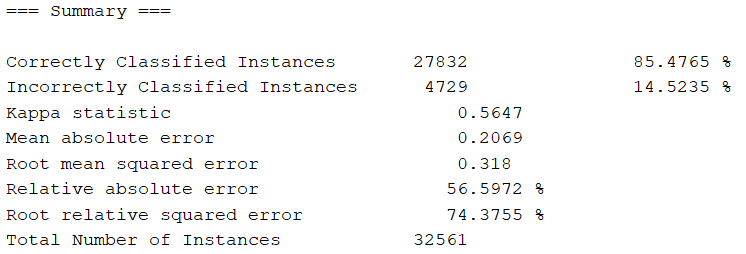 === Summary ===
Correctly Classified Instances 27832 85.4765 %
Incorrectly Classified Instances 4729 14.5235 %
Kappa statistic 0.5647
Mean absolute error 0.2069
Root mean squared error 0.318
Relative absolute error 56.5972 %
Root relative squared error 74.3755 %
Total Number of Instances 32561